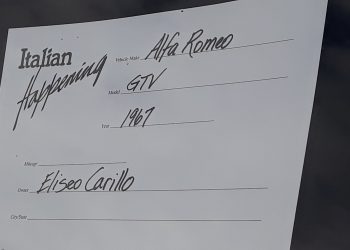 Italian
Happening
Vehicle Make Alfa Romeo
Model GTV
Year 1967
Mileage
Owner Eliseo Carillo
City/State